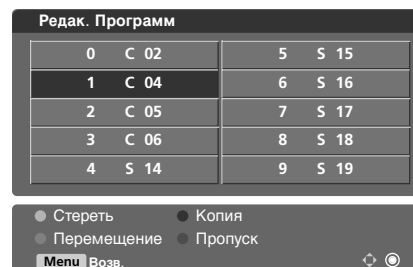 Редак. Программ
0 C 02 5 S 15
1 C 04 6 S 16
2 C 05 7 S 17
3 C 06 8 S 18
4 S 14 9 S 19
Стереть Копия
Перемещение Пропуск
Menu Возв.